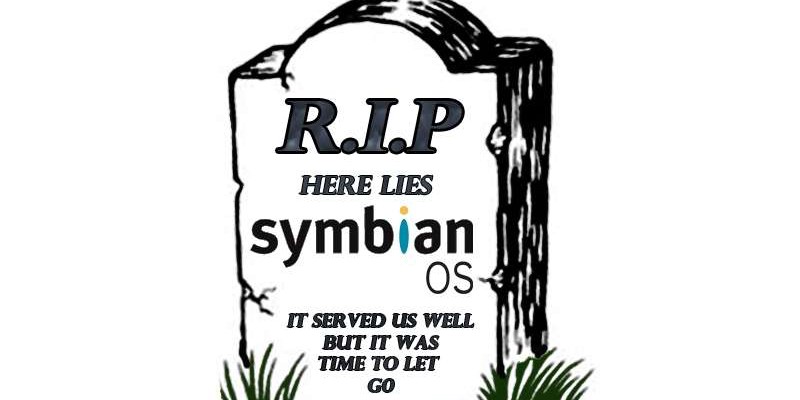 R.I.P
HERE LIES
symbian
OS
IT SERVED US WELL
BUT IT WAS
TIME TO LET
GO